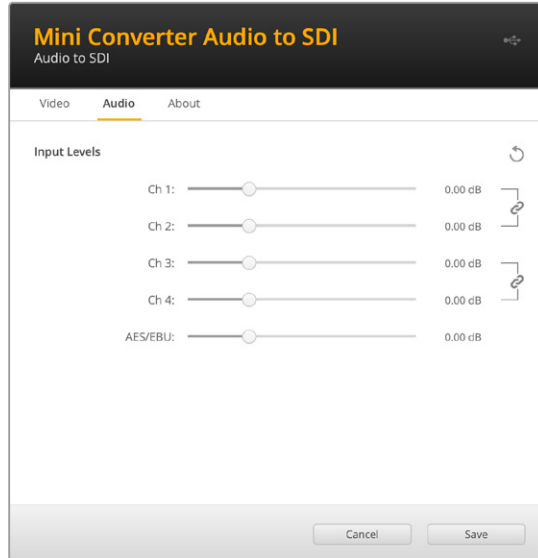 Mini Converter Audio to SDI
Audio to SDI
Video Audio About
Input Levels
Ch 1: 0.00 dB
Ch 2: 0.00 dB
Ch 3: 0.00 dB
Ch 4: 0.00 dB
AES/EBU: 0.00 dB
Cancel Save